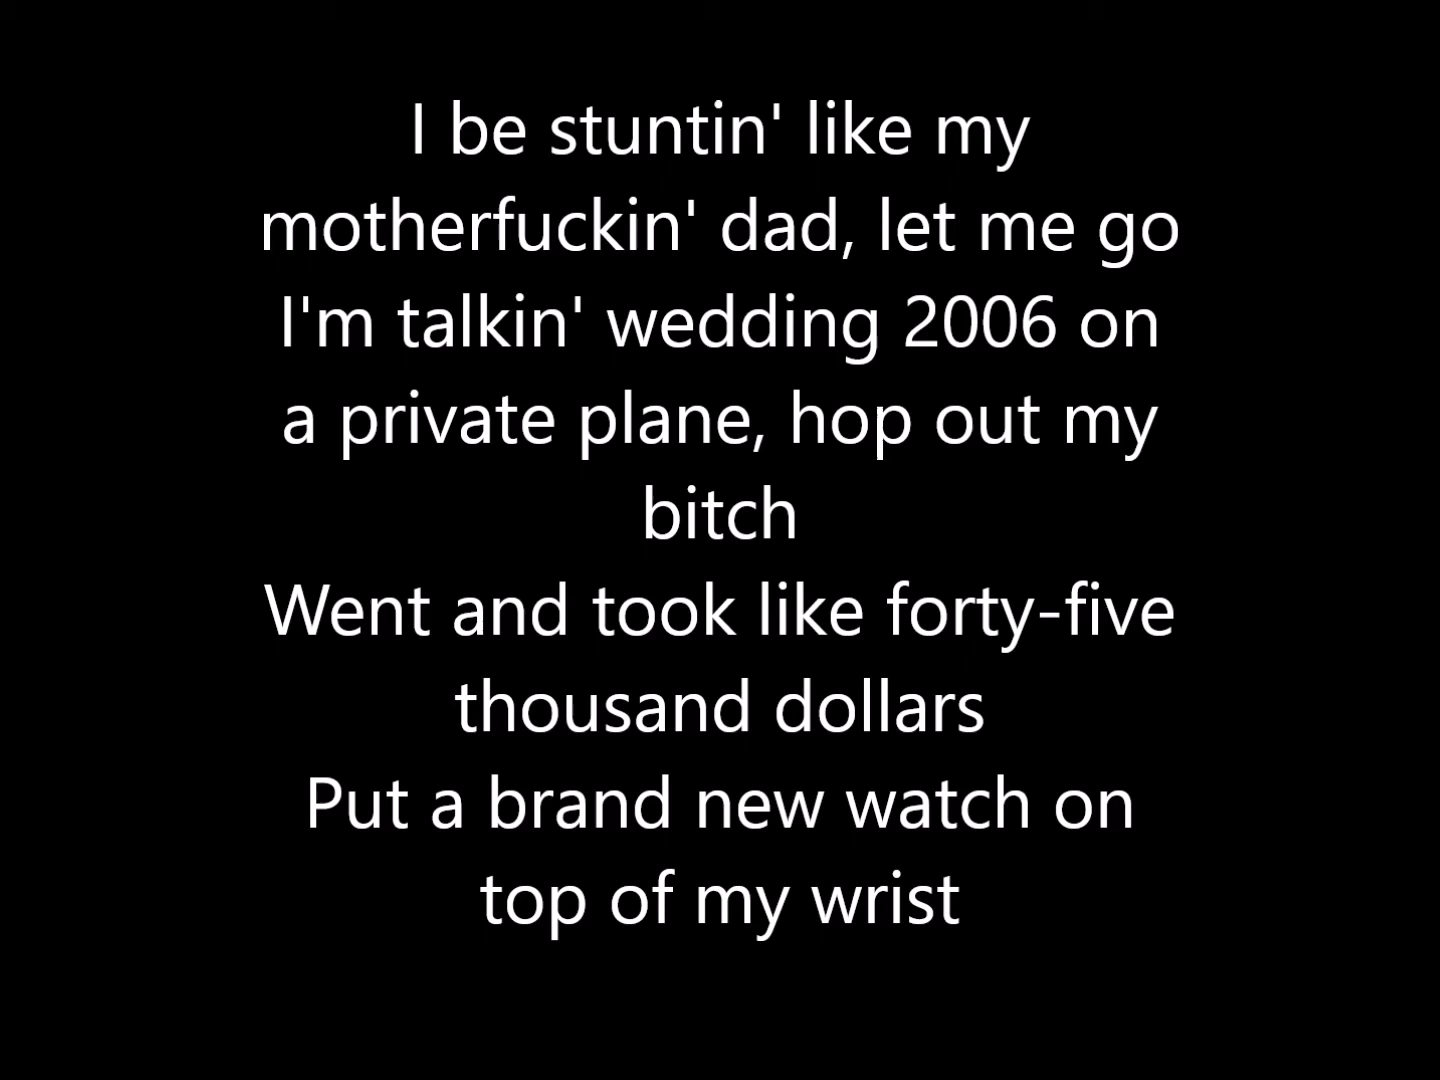 I be stuntin' like my
motherfuckin' dad, let me go
I'm talkin' wedding 2006 on
a private plane, hop out my
bitch
Went and took like forty-five
thousand dollars
Put a brand new watch on
top of my wrist